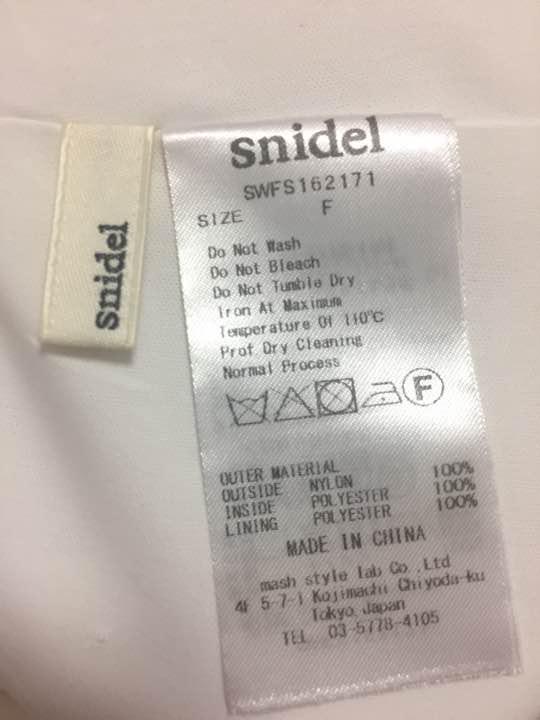 snidel
snidel
SWFS162171
SIZE F
Do Not Wash
Do Not Bleach
Do Not Tumble Dry
Iron At Maximum
Temperature Of 110℃
Prof Dry Cleaning
Normal Process
F
OUTER MATERIAL
OUTSIDE NYLON 100%
INSIDE POLYESTER 100%
LINING POLYESTER 100%
MADE IN CHINA
mash style lab Co.,Ltd
4F 5-7-1 Kojimachi Chiyoda-ku
Tokyo Japan
TEL 03-5778-4105